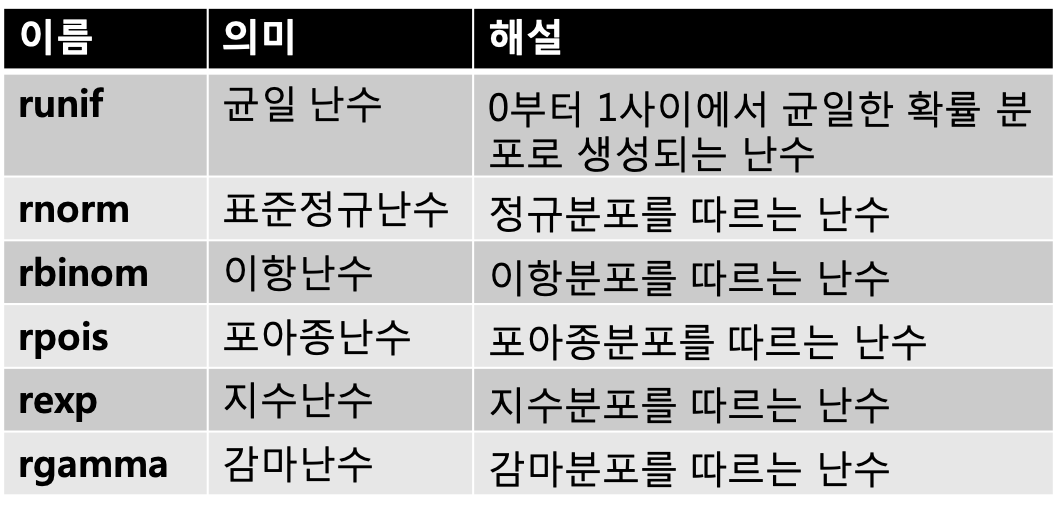 이름 의미 해설
runif 균일 난수 0부터 1사이에서 균일한 확률 분
포로 생성되는 난수
rnorm 표준정규난수 정규분포를 따르는 난수
rbinom 이항난수 이항분포를 따르는 난수
rpois 포아종난수 포아종분포를 따르는 난수
rexp 지수난수 지수분포를 따르는 난수
rgamma 감마난수 감마분포를 따르는 난수